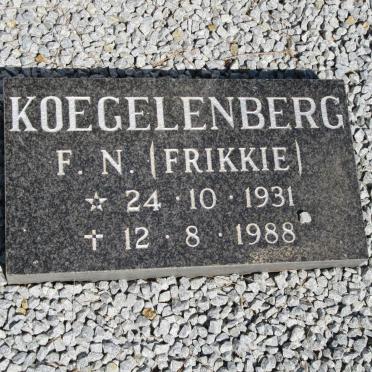 KOEGELENBERG
F. N. (FRIKKIE)
☆ 24 · 10 · 1931
✝ 12 · 8 · 1988